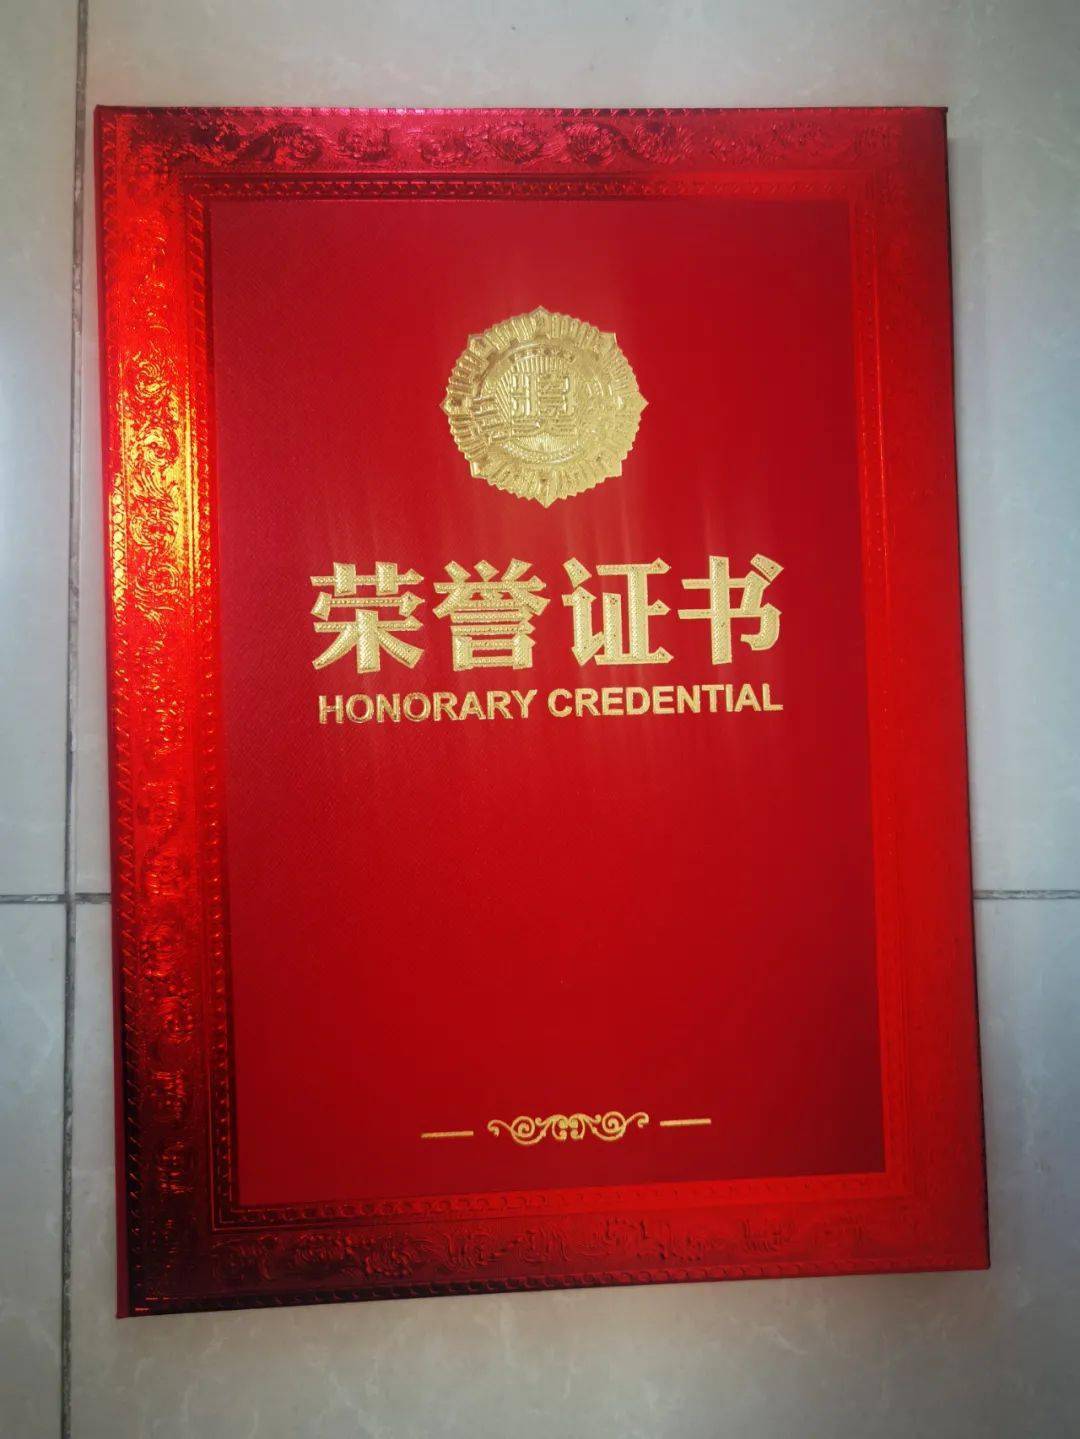 荣誉证书
HONORARY CREDENTIAL